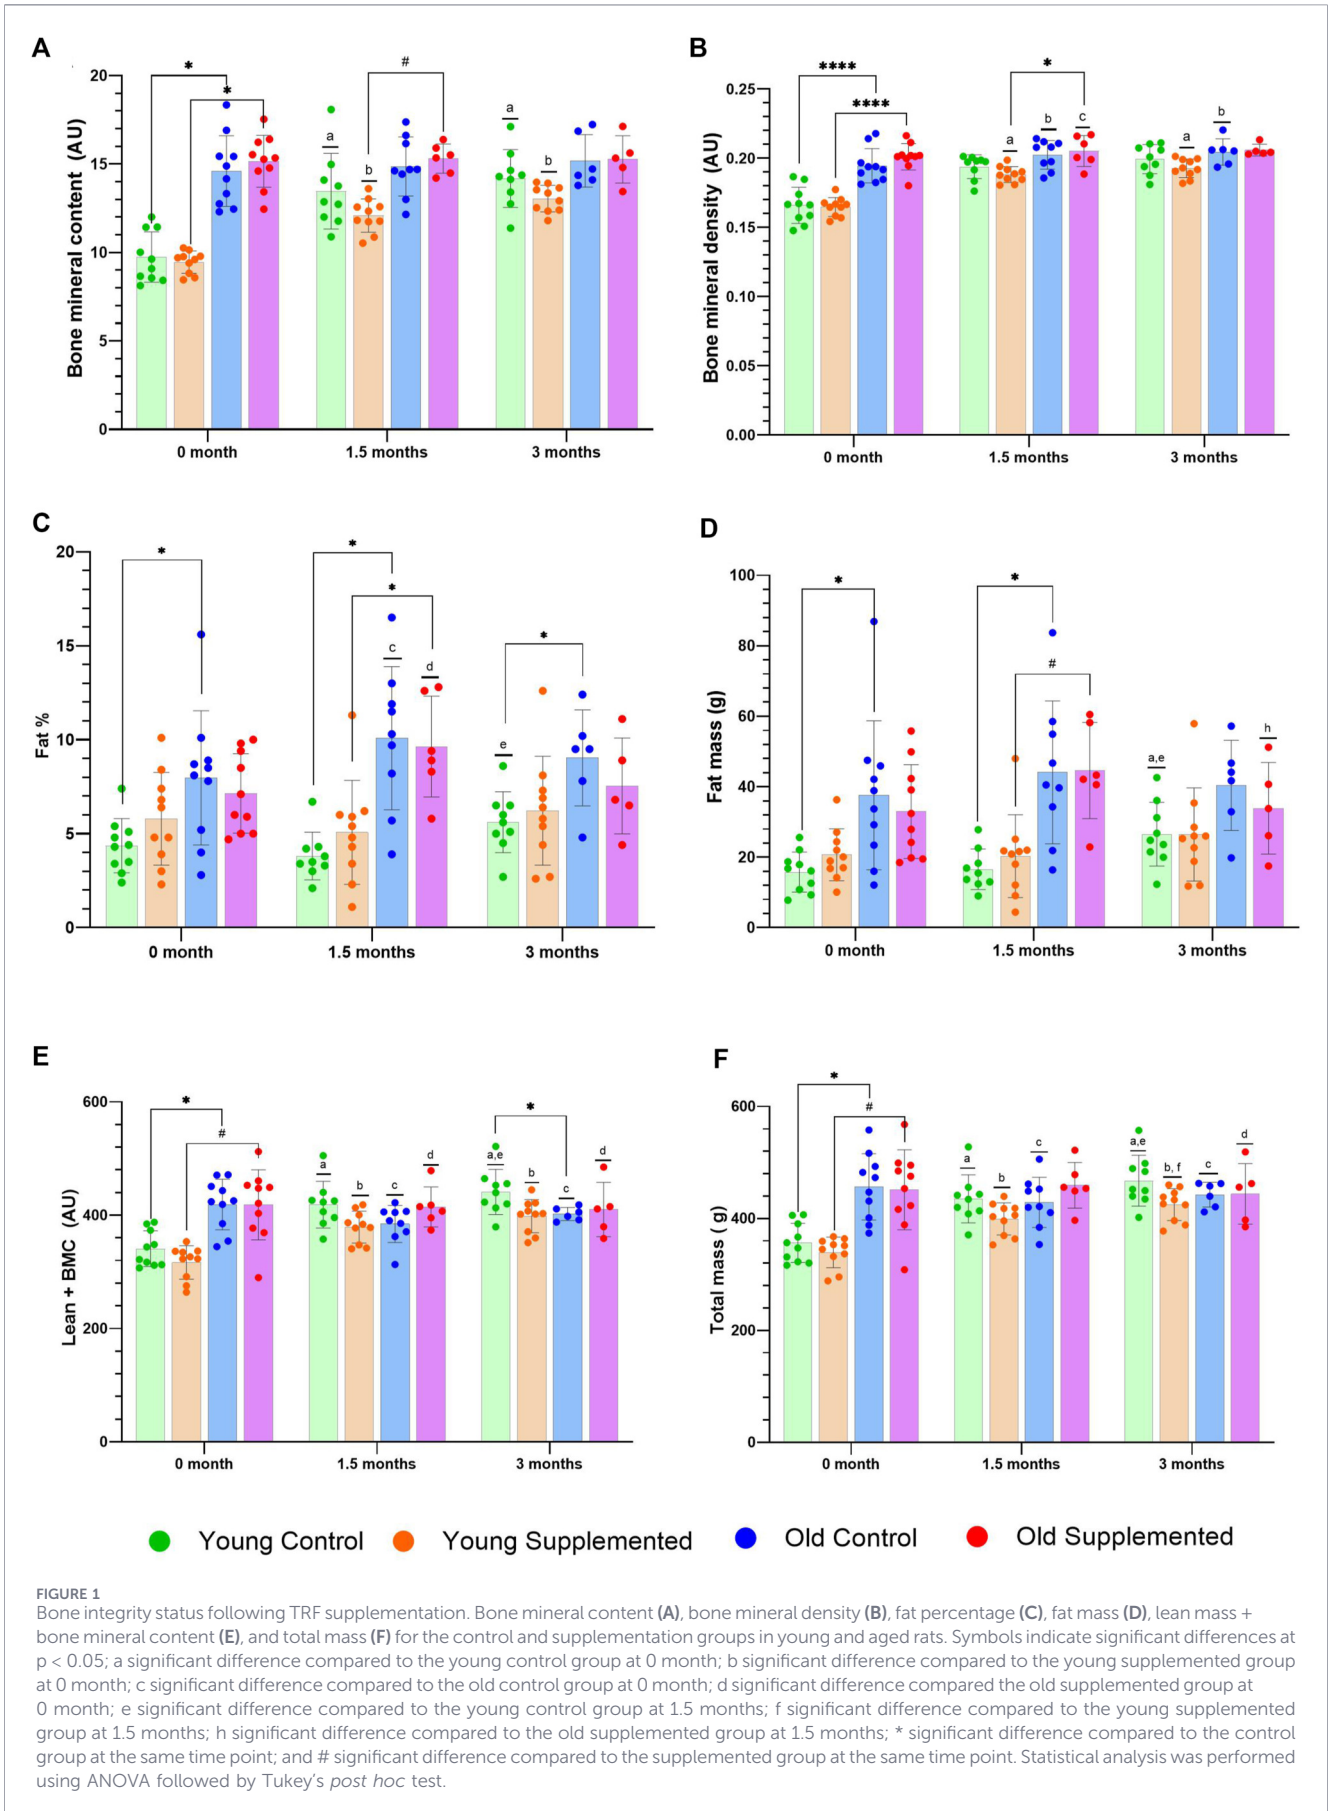 A
Bone mineral content (AU)
20
15
10
5
0
*
*
#
a
b
a
b
0 month
1.5 months
3 months
B
Bone mineral density (AU)
0.25
0.20
0.15
0.10
0.05
0.00
****
****
*
a
b
c
a
b
0 month
1.5 months
3 months
C
Fat %
20
15
10
5
0
*
*
*
c
d
*
e
0 month
1.5 months
3 months
D
Fat mass (g)
100
80
60
40
20
0
*
*
#
a,e
h
0 month
1.5 months
3 months
E
Lean + BMC (AU)
600
400
200
0
*
#
a
b
c
d
*
a,e
b
c
d
0 month
1.5 months
3 months
F
Total mass ( g)
600
400
200
0
*
#
a
b
c
a,e
b, f
c
d
0 month
1.5 months
3 months
Young Control
Young Supplemented
Old Control
Old Supplemented
FIGURE 1
Bone integrity status following TRF supplementation. Bone mineral content (A), bone mineral density (B), fat percentage (C), fat mass (D), lean mass +
bone mineral content (E), and total mass (F) for the control and supplementation groups in young and aged rats. Symbols indicate significant differences at
p < 0.05; a significant difference compared to the young control group at 0 month; b significant difference compared to the young supplemented group
at 0 month; c significant difference compared to the old control group at 0 month; d significant difference compared the old supplemented group at
0 month; e significant difference compared to the young control group at 1.5 months; f significant difference compared to the young supplemented
group at 1.5 months; h significant difference compared to the old supplemented group at 1.5 months; * significant difference compared to the control
group at the same time point; and # significant difference compared to the supplemented group at the same time point. Statistical analysis was performed
using ANOVA followed by Tukey's post hoc test.